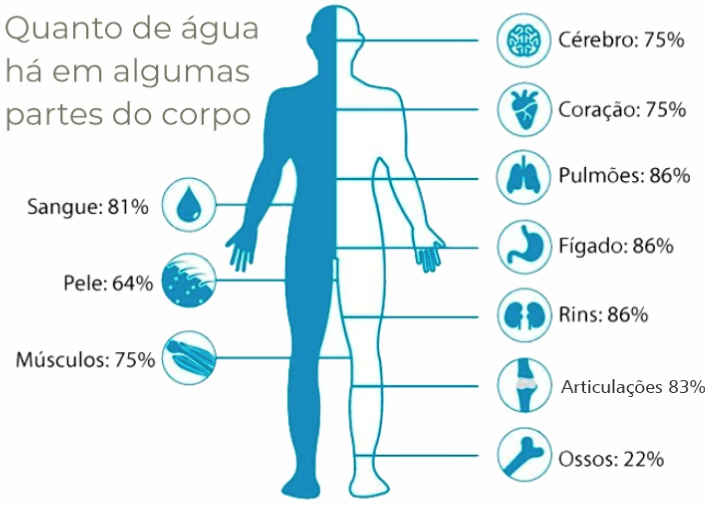 Quanto de água
há em algumas
partes do corpo
Sangue: 81%
Pele: 64%
Músculos: 75%
Cérebro: 75%
Coração: 75%
Pulmões: 86%
Fígado: 86%
Rins: 86%
Articulações 83%
Ossos: 22%